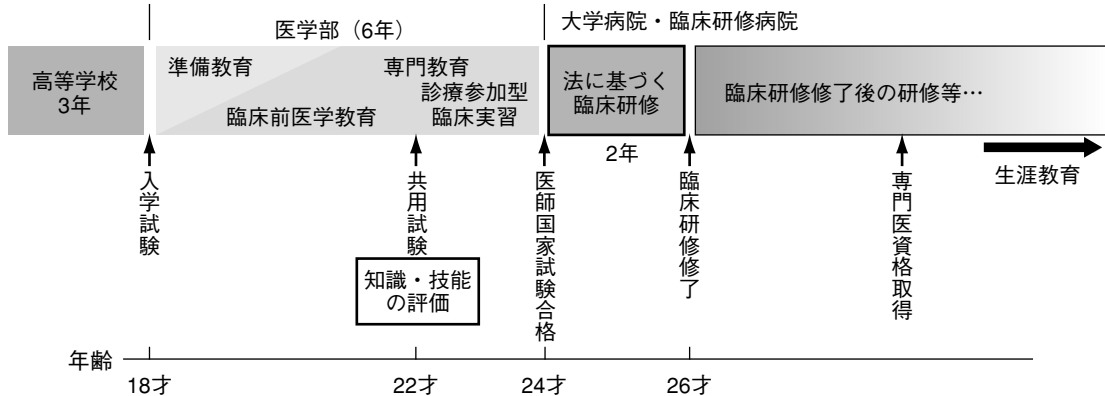 医学部（6年）
大学病院・臨床研修病院
高等学校
3年
準備教育
臨床前医学教育
専門教育
診療参加型
臨床実習
法に基づく
臨床研修
2年
臨床研修修了後の研修等…
生涯教育
入学試験
共用試験
知識・技能
の評価
医師国家試験合格
臨床研修修了
専門医資格取得
年齢
18才
22才
24才
26才